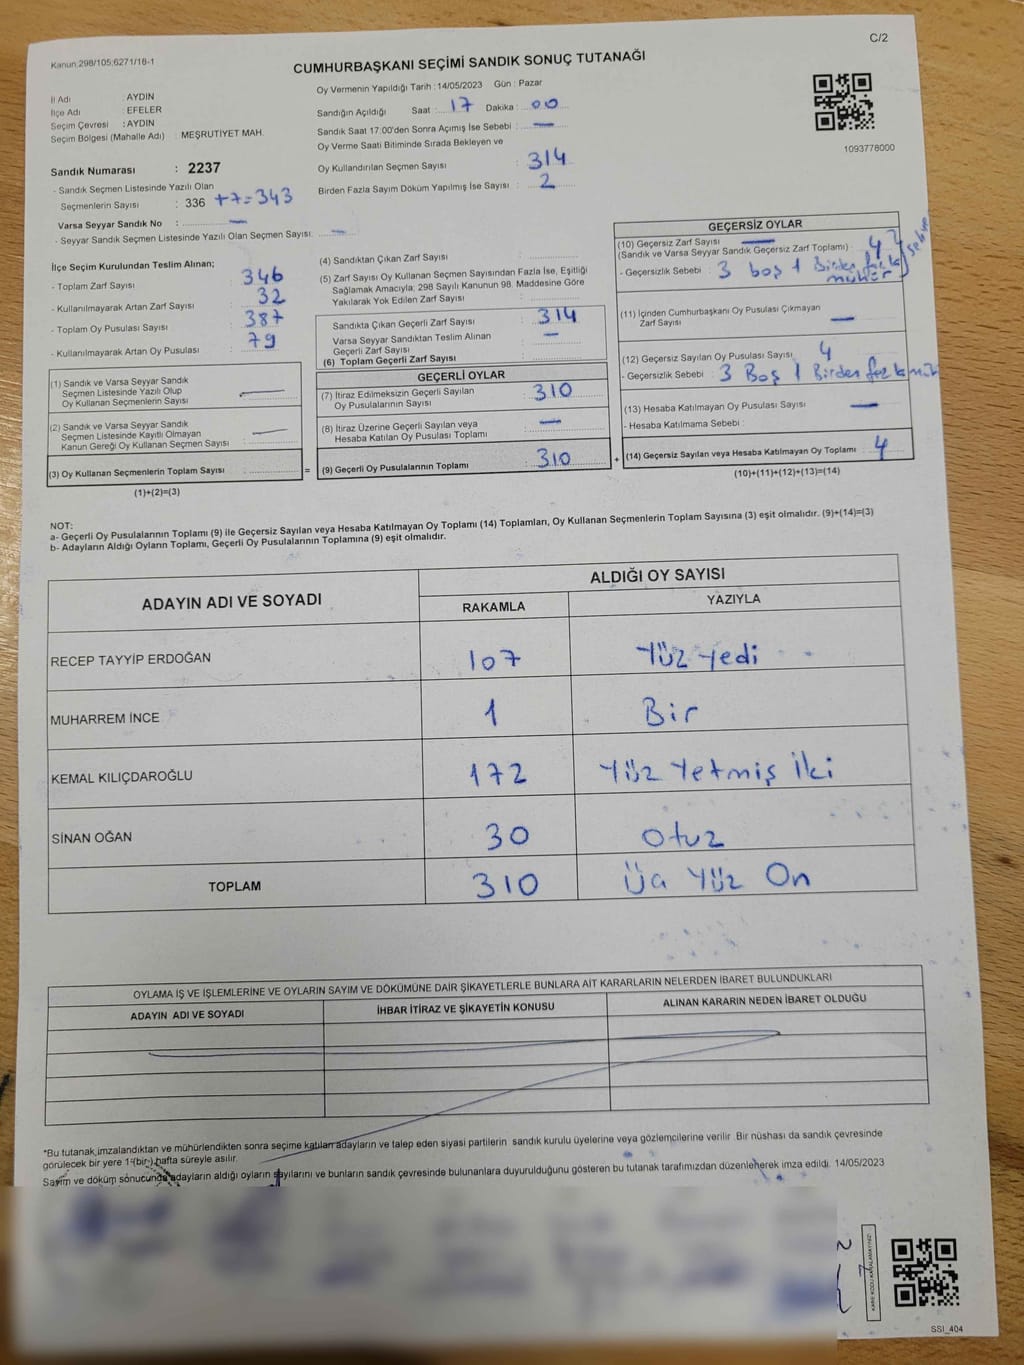 C/2
Kanun:298/105;6271/18-1
CUMHURBAŞKANI SEÇİMİ SANDIK SONUÇ TUTANAĞI
İl Adı : AYDIN
İlçe Adı : EFELER
Seçim Çevresi : AYDIN
Seçim Bölgesi (Mahalle Adı) : MEŞRUTİYET MAH.
Sandık Numarası : 2237
- Sandık Seçmen Listesinde Yazılı Olan
Seçmenlerin Sayısı : 336 +7=343
Varsa Seyyar Sandık No : —
- Seyyar Sandık Seçmen Listesinde Yazılı Olan Seçmen Sayısı: —
Oy Vermenin Yapıldığı Tarih : 14/05/2023 Gün : Pazar
Sandığın Açıldığı Saat : 17 Dakika : 00
Sandık Saat 17:00'den Sonra Açımış İse Sebebi : —
Oy Verme Saati Bitiminde Sırada Bekleyen ve
Oy Kullandırılan Seçmen Sayısı : 314
Birden Fazla Sayım Döküm Yapılmış İse Sayısı : 2
1093778000
İlçe Seçim Kurulundan Teslim Alınan;
- Toplam Zarf Sayısı : 346
- Kullanılmayarak Artan Zarf Sayısı : 32
- Toplam Oy Pusulası Sayısı : 387
- Kullanılmayarak Artan Oy Pusulası : 79
(1) Sandık ve Varsa Seyyar Sandık
Seçmen Listesinde Yazılı Olup
Oy Kullanan Seçmenlerin Sayısı : —
(2) Sandık ve Varsa Seyyar Sandık
Seçmen Listesinde Kayıtlı Olmayan
Kanun Gereği Oy Kullanan Seçmen Sayısı : —
(3) Oy Kullanan Seçmenlerin Toplam Sayısı :
=
(1)+(2)=(3)
(4) Sandıktan Çıkan Zarf Sayısı :
(5) Zarf Sayısı Oy Kullanan Seçmen Sayısından Fazla İse, Eşitliği
Sağlamak Amacıyla; 298 Sayılı Kanunun 98. Maddesine Göre
Yakılarak Yok Edilen Zarf Sayısı :
Sandıkta Çıkan Geçerli Zarf Sayısı : 314
Varsa Seyyar Sandıktan Teslim Alınan
Geçerli Zarf Sayısı : —
(6) Toplam Geçerli Zarf Sayısı :
GEÇERLİ OYLAR
(7) İtiraz Edilmeksizin Geçerli Sayılan
Oy Pusulalarının Sayısı : 310
(8) İtiraz Üzerine Geçerli Sayılan veya
Hesaba Katılan Oy Pusulası Toplamı : —
(9) Geçerli Oy Pusulalarının Toplamı : 310
+
GEÇERSİZ OYLAR
(10) Geçersiz Zarf Sayısı —
(Sandık ve Varsa Seyyar Sandık Geçersiz Zarf Toplamı) : 4
- Geçersizlik Sebebi : 3 boş 1 Birden fazla
mühür
(11) İçinden Cumhurbaşkanı Oy Pusulası Çıkmayan
Zarf Sayısı : —
(12) Geçersiz Sayılan Oy Pusulası Sayısı : 4
- Geçersizlik Sebebi : 3 Boş 1 Birden fazla
(13) Hesaba Katılmayan Oy Pusulası Sayısı : —
- Hesaba Katılmama Sebebi :
(14) Geçersiz Sayılan veya Hesaba Katılmayan Oy Toplamı : 4
(10)+(11)+(12)+(13)=(14)
NOT:
a- Geçerli Oy Pusulalarının Toplamı (9) ile Geçersiz Sayılan veya Hesaba Katılmayan Oy Toplamı (14) Toplamları, Oy Kullanan Seçmenlerin Toplam Sayısına (3) eşit olmalıdır. (9)+(14)=(3)
b- Adayların Aldığı Oyların Toplamı, Geçerli Oy Pusulalarının Toplamına (9) eşit olmalıdır.
ADAYIN ADI VE SOYADI
ALDIĞI OY SAYISI
RAKAMLA YAZIYLA
RECEP TAYYİP ERDOĞAN 107 Yüz yedi
MUHARREM İNCE 1 Bir
KEMAL KILIÇDAROĞLU 172 Yüz Yetmiş İki
SİNAN OĞAN 30 Otuz
TOPLAM 310 Üç Yüz On
OYLAMA İŞ VE İŞLEMLERİNE VE OYLARIN SAYIM VE DÖKÜMÜNE DAİR ŞİKAYETLERLE BUNLARA AİT KARARLARIN NELERDEN İBARET BULUNDUKLARI
ADAYIN ADI VE SOYADI İHBAR İTİRAZ VE ŞİKAYETİN KONUSU ALINAN KARARIN NEDEN İBARET OLDUĞU
*Bu tutanak,imzalandıktan ve mühürlendikten sonra seçime katılan adayların ve talep eden siyasi partilerin sandık kurulu üyelerine veya gözlemcilerine verilir .Bir nüshası da sandık çevresinde
görülecek bir yere 1 (bir-) hafta süreyle asılır.
Sayım ve döküm sonucunda adayların aldığı oyların sayılarını ve bunların sandık çevresinde bulunanlara duyurulduğunu gösteren bu tutanak tarafımızdan düzenlenerek imza edildi. 14/05/2023
KARE KODU KARALAMAYINIZ!
SSI_404